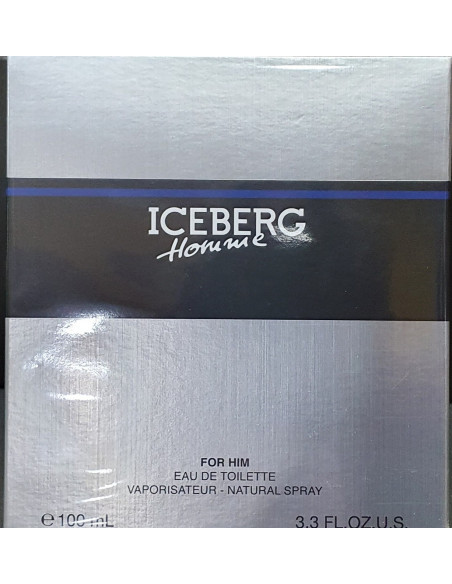 ICEBERG
Homme
FOR HIM
EAU DE TOILETTE
VAPORISATEUR - NATURAL SPRAY
℮ 100 mL 3.3 FL.OZ.U.S.